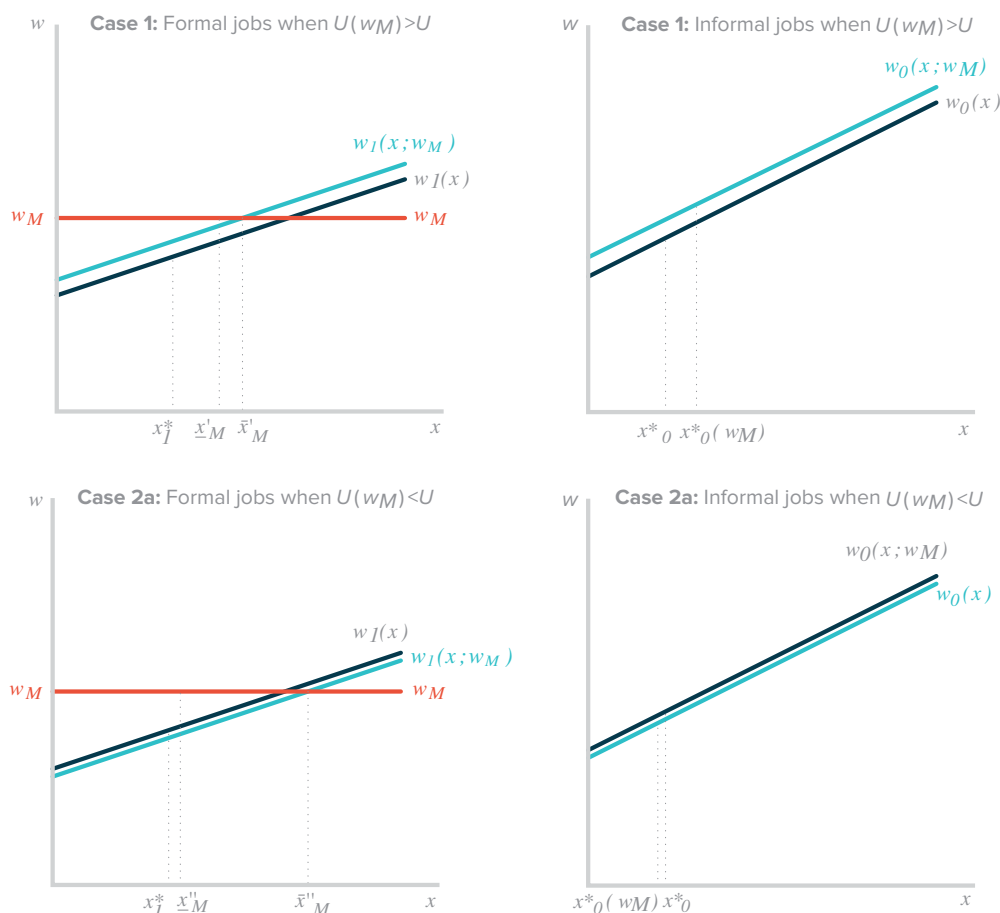 w Case 1: Formal jobs when U(wM)>U
w₁(x;wM)
w1(x)
wM wM
x*₁ x̲'M x̄'M x
w Case 1: Informal jobs when U(wM)>U
w₀(x;wM)
w₀(x)
x*₀ x*₀(wM) x
w Case 2a: Formal jobs when U(wM)<U
w1(x)
w₁(x;wM)
wM wM
x*₁ x̲''M x̄''M x
w Case 2a: Informal jobs when U(wM)<U
w₀(x;wM)
w₀(x)
x*₀(wM) x*₀ x